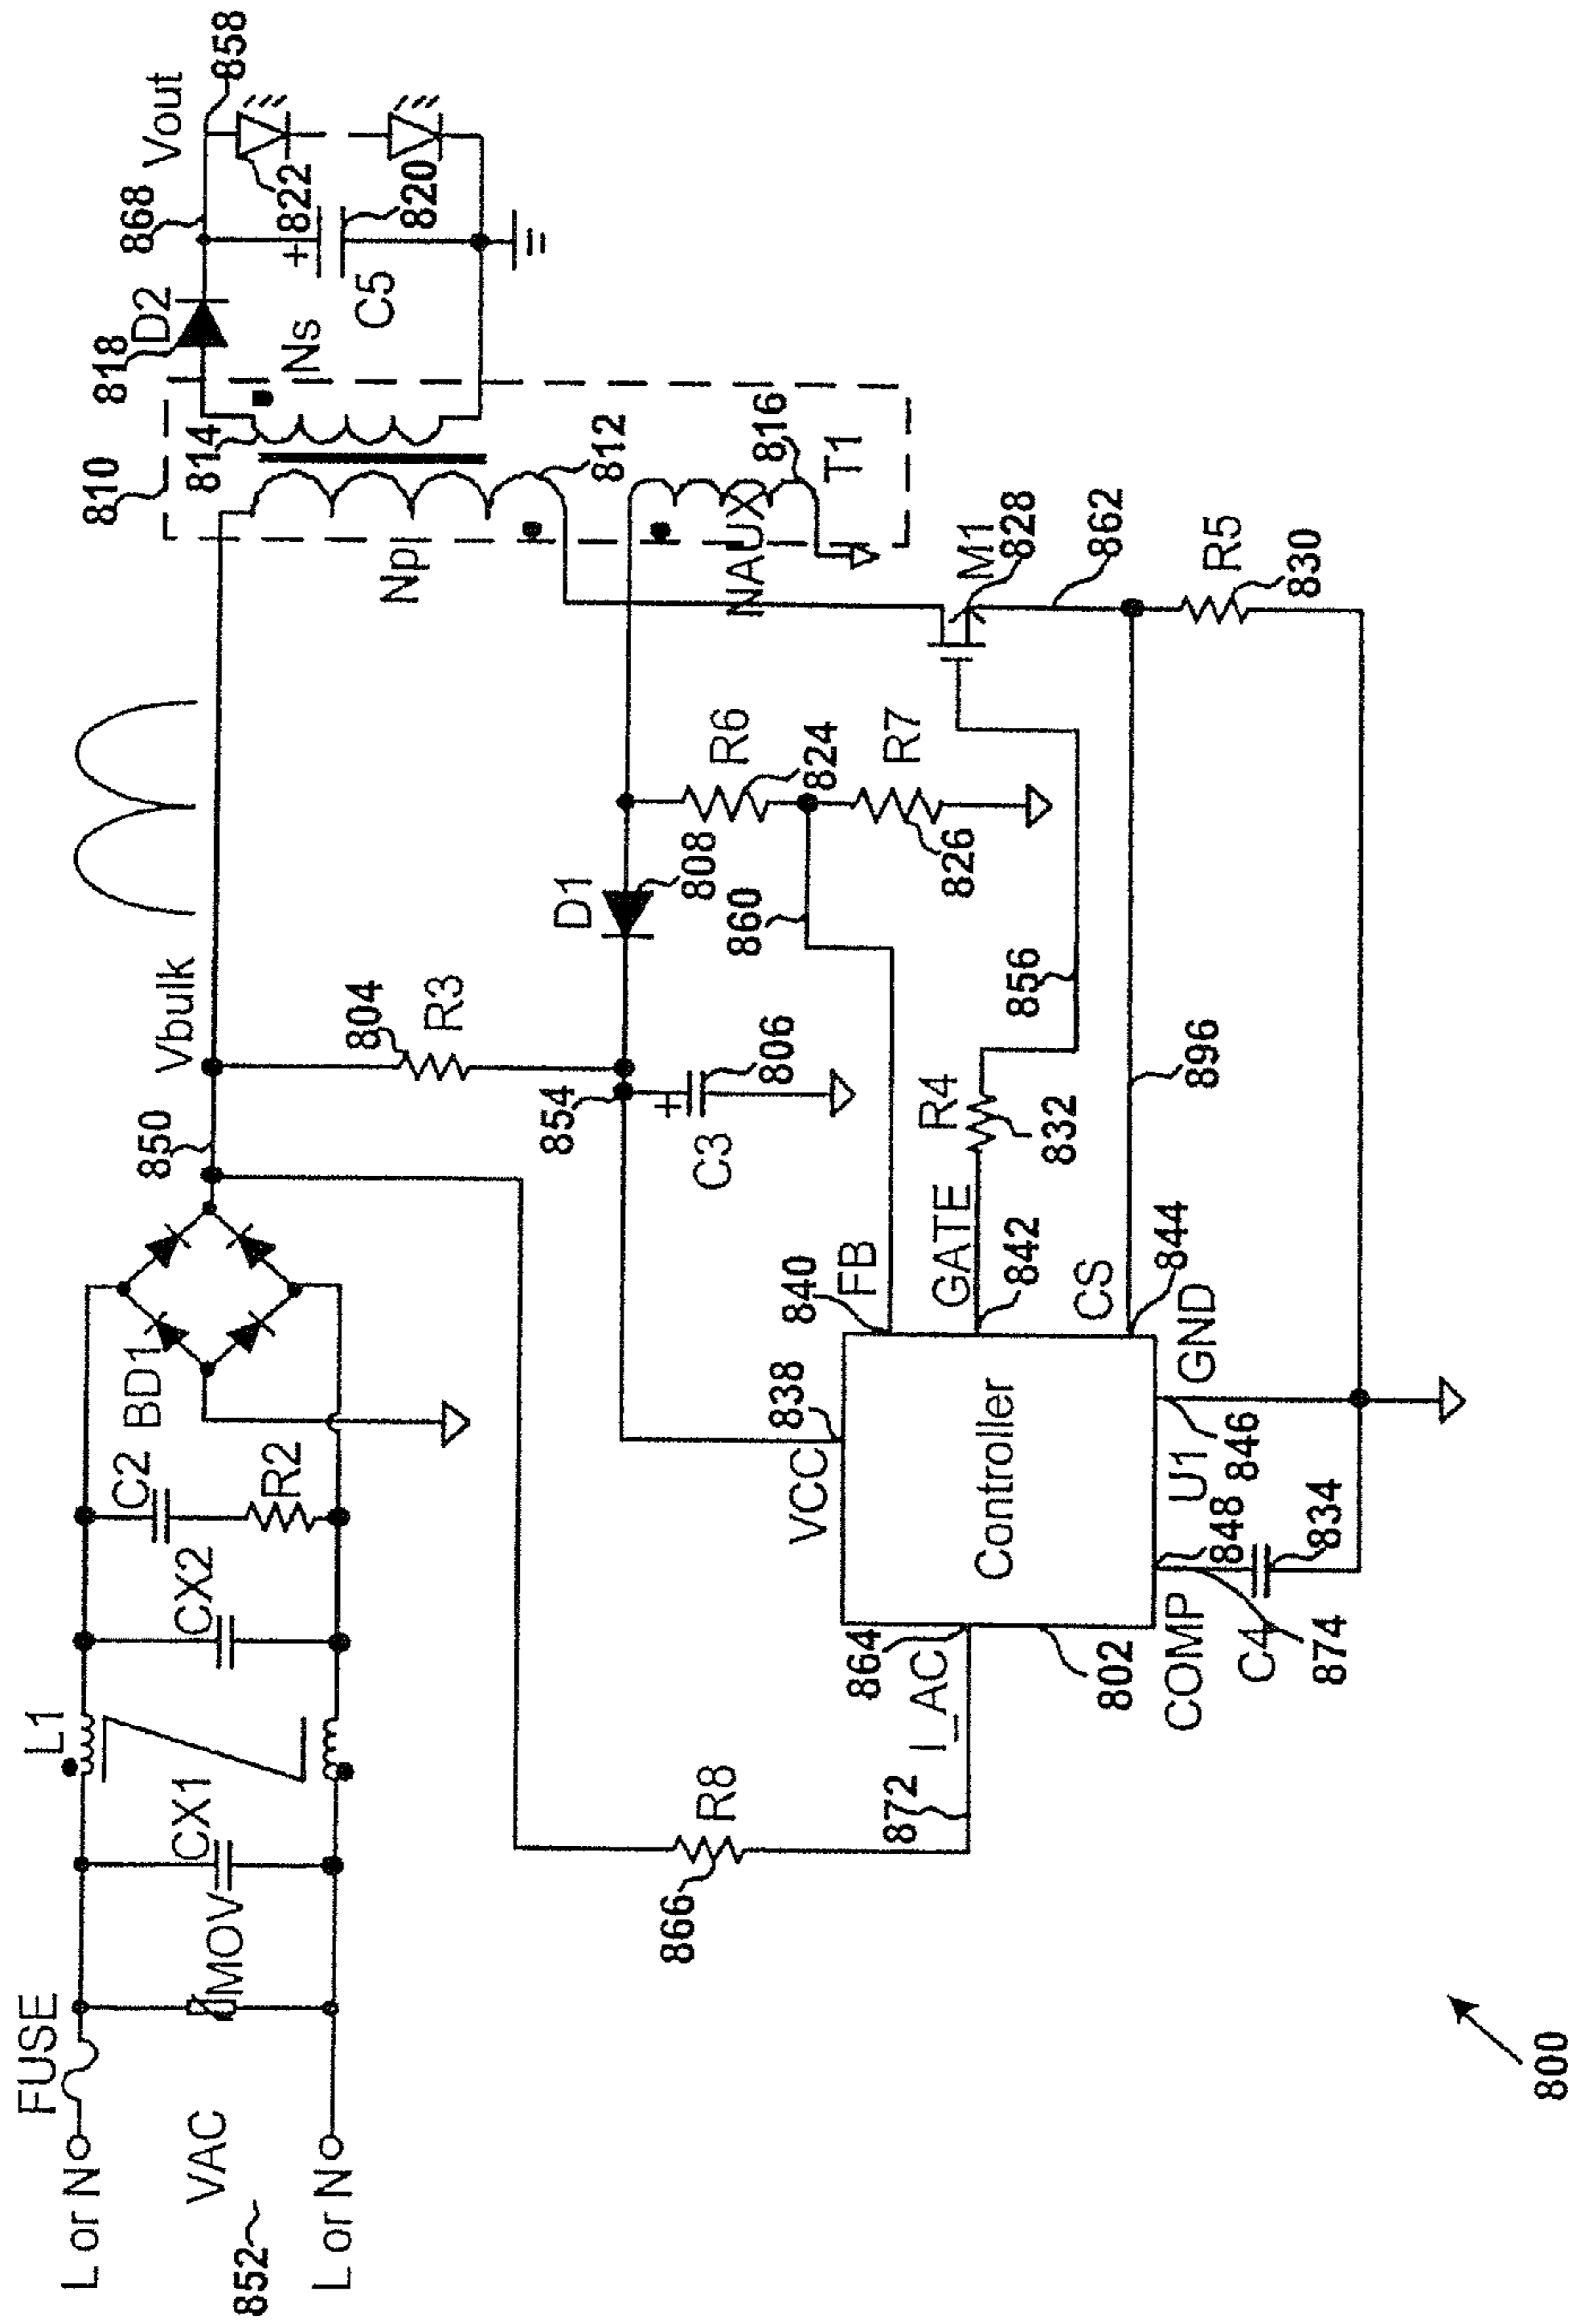 FUSE
L or N
VAC
852
L or N
MOV
CX1
L1
CX2
C2
R2
BD1
850
Vbulk
804
R3
854
C3
806
D1
808
R6
824
R7
826
860
810
814
Np
812
NAUX
816
T1
818
D2
Ns
868
Vout
858
822
820
C5
M1
828
862
R5
830
866
R8
872
I_AC
864
802
Controller
VCC
838
840
FB
GATE
842
R4
832
856
CS
844
896
GND
846
U1
848
COMP
C4
834
874
800